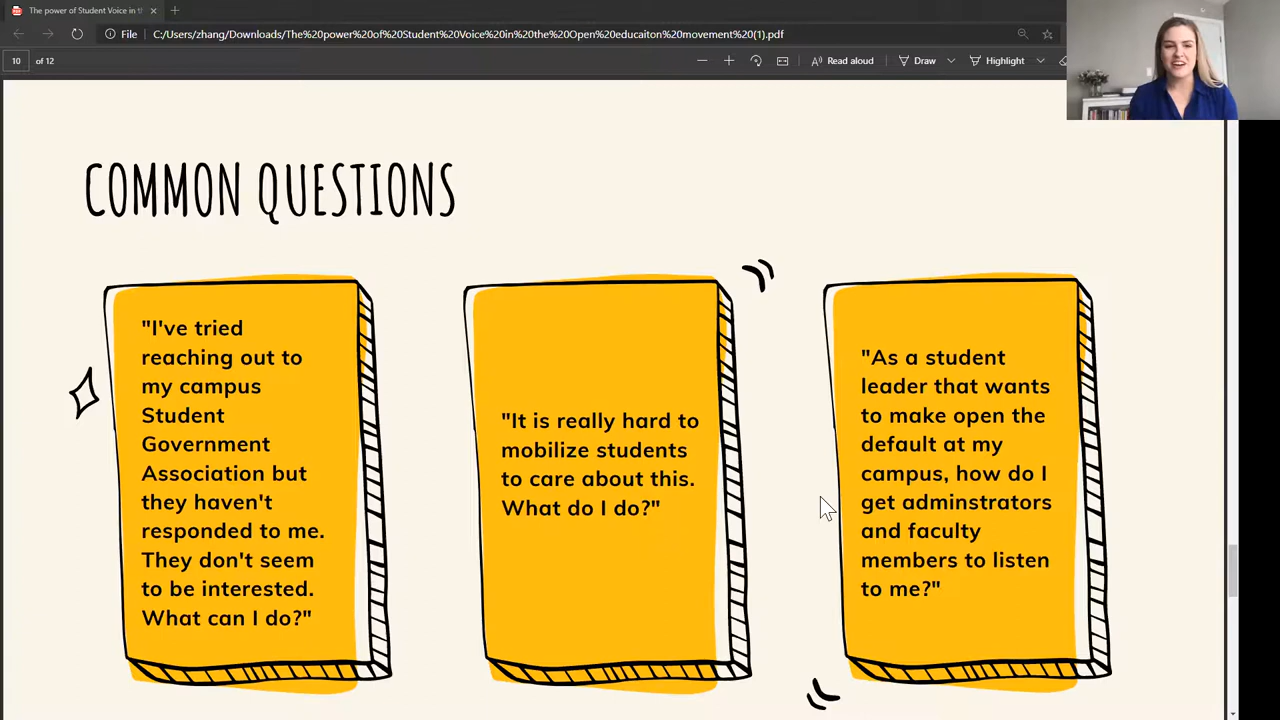 The power of Student Voice in t
File
C:/Users/zhang/Downloads/The%20power%20of%20Student%20Voice%20in%20the%20Open%20educaiton%20movement%20(1).pdf
10 of 12
Read aloud
Draw
Highlight
COMMON QUESTIONS
"I've tried
reaching out to
my campus
Student
Government
Association but
they haven't
responded to me.
They don't seem
to be interested.
What can I do?"
"It is really hard to
mobilize students
to care about this.
What do I do?"
"As a student
leader that wants
to make open the
default at my
campus, how do I
get adminstrators
and faculty
members to listen
to me?"